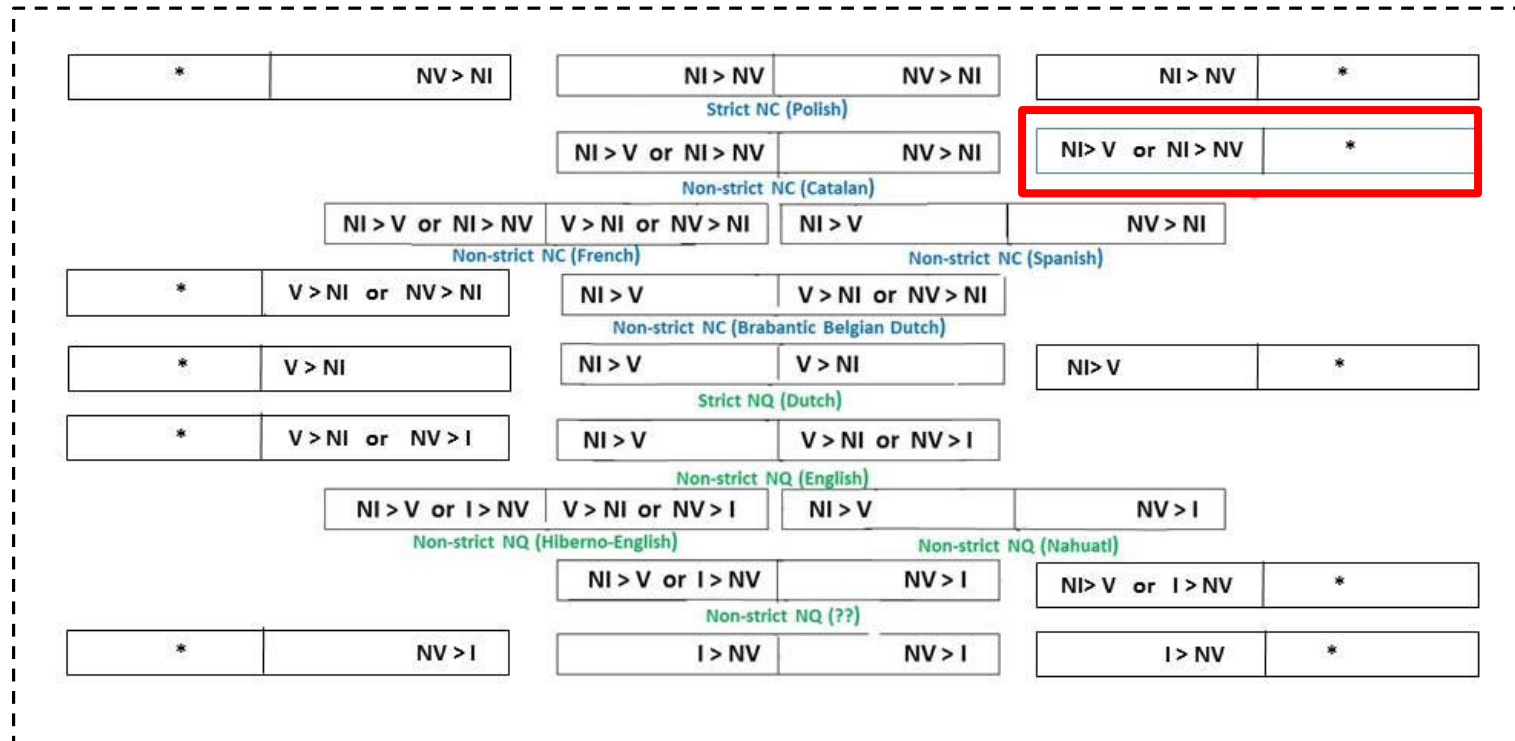 * NV > NI NI > NV NV > NI NI > NV *
Strict NC (Polish)
NI > V or NI > NV NV > NI NI> V or NI > NV *
Non-strict NC (Catalan)
NI > V or NI > NV V > NI or NV > NI NI > V NV > NI
Non-strict NC (French) Non-strict NC (Spanish)
* V > NI or NV > NI NI > V V > NI or NV > NI
Non-strict NC (Brabantic Belgian Dutch)
* V > NI NI > V V > NI NI> V *
Strict NQ (Dutch)
* V > NI or NV > I NI > V V > NI or NV > I
Non-strict NQ (English)
NI > V or I > NV V > NI or NV > I NI > V NV > I
Non-strict NQ (Hiberno-English) Non-strict NQ (Nahuatl)
NI > V or I > NV NV > I NI> V or I > NV *
Non-strict NQ (??)
* NV > I I > NV NV > I I > NV *